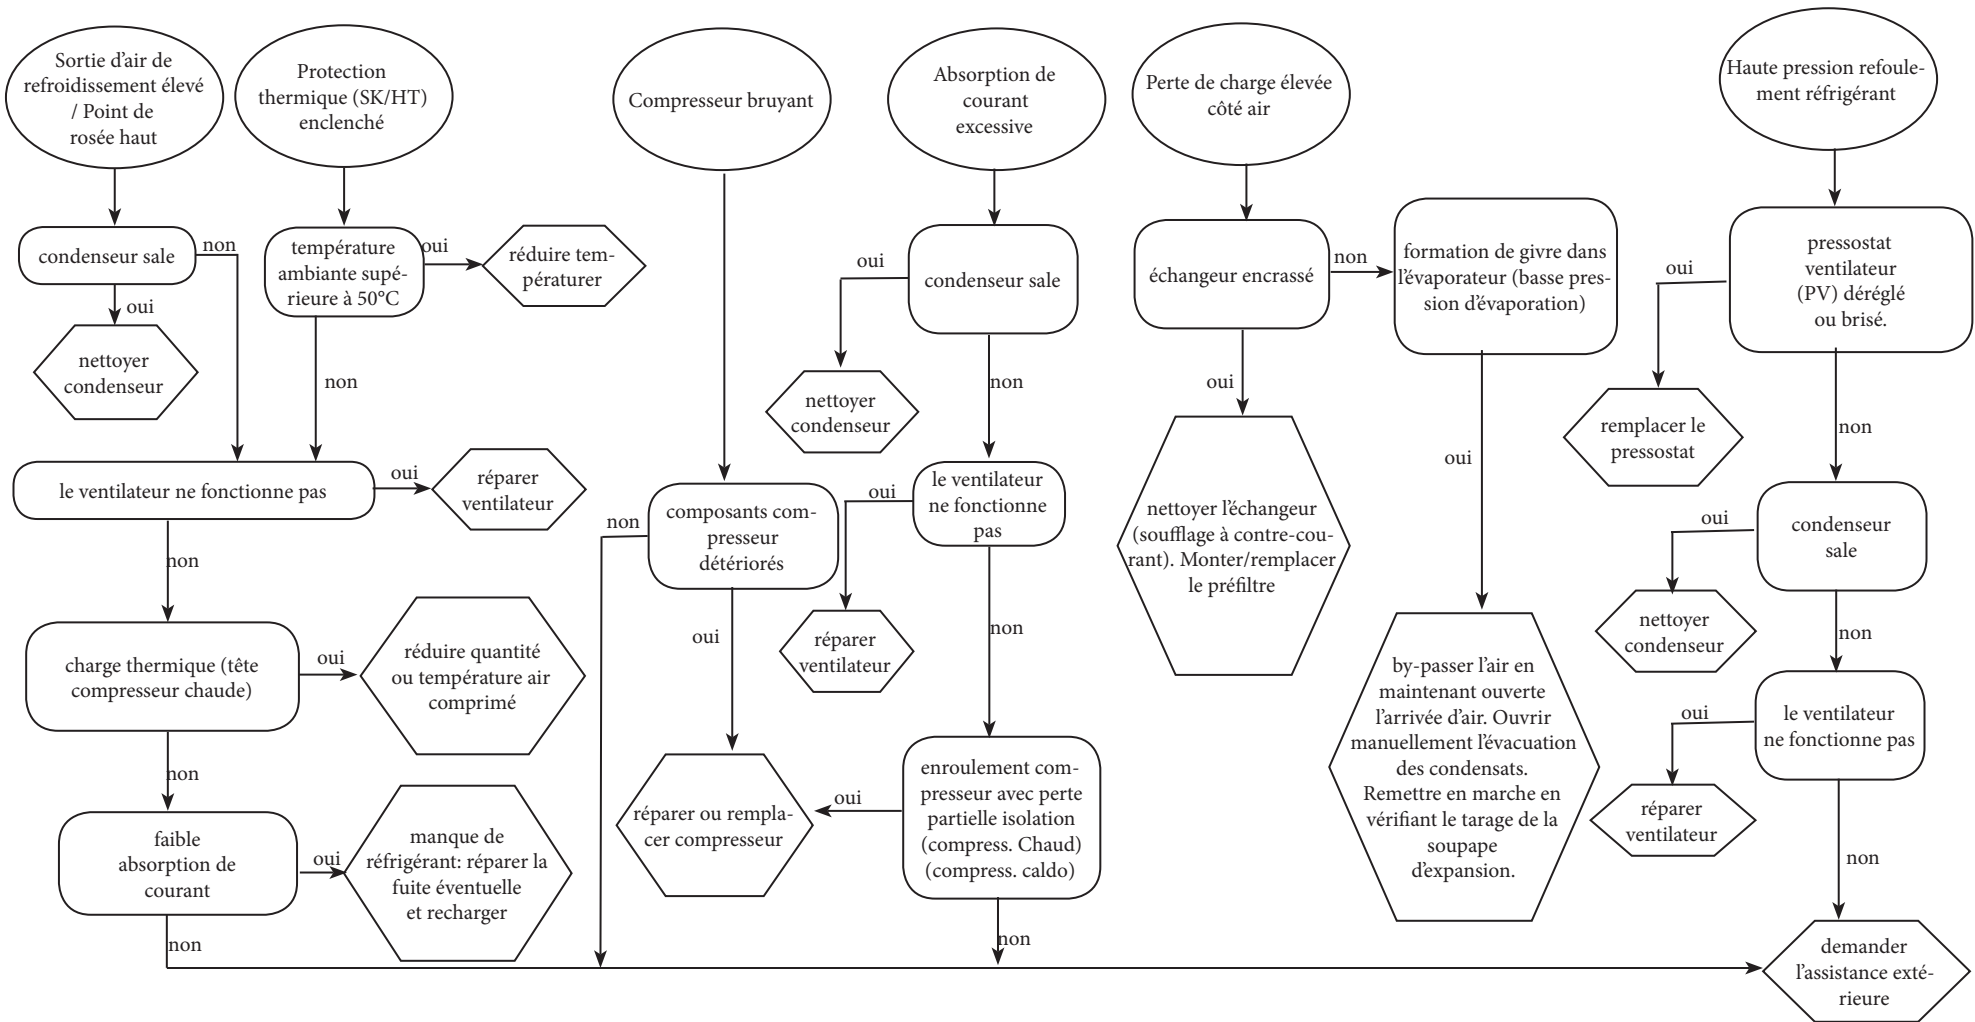 Sortie d'air de
refroidissement élevé
/ Point de
rosée haut
Protection
thermique (SK/HT)
enclenché
Compresseur bruyant
Absorption de
courant
excessive
Perte de charge élevée
côté air
Haute pression refoule-
ment réfrigérant
condenseur sale
non
oui
nettoyer
condenseur
température
ambiante supé-
rieure à 50°C
oui
réduire tem-
pératurer
non
le ventilateur ne fonctionne pas
oui
réparer
ventilateur
non
charge thermique (tête
compresseur chaude)
oui
réduire quantité
ou température air
comprimé
non
faible
absorption de
courant
oui
manque de
réfrigérant: réparer la
fuite éventuelle
et recharger
non
composants com-
presseur
détériorés
non
oui
réparer ou rempla-
cer compresseur
condenseur sale
oui
nettoyer
condenseur
non
le ventilateur
ne fonctionne
pas
oui
réparer
ventilateur
non
enroulement com-
presseur avec perte
partielle isolation
(compress. Chaud)
(compress. caldo)
oui
non
échangeur encrassé
non
oui
nettoyer l'échangeur
(soufflage à contre-cou-
rant). Monter/remplacer
le préfiltre
formation de givre dans
l'évaporateur (basse pres-
sion d'évaporation)
oui
by-passer l'air en
maintenant ouverte
l'arrivée d'air. Ouvrir
manuellement l'évacuation
des condensats.
Remettre en marche en
vérifiant le tarage de la
soupape
d'expansion.
pressostat
ventilateur
(PV) déréglé
ou brisé.
oui
remplacer le
pressostat
non
condenseur
sale
oui
nettoyer
condenseur
non
le ventilateur
ne fonctionne pas
oui
réparer
ventilateur
non
demander
l'assistance exté-
rieure